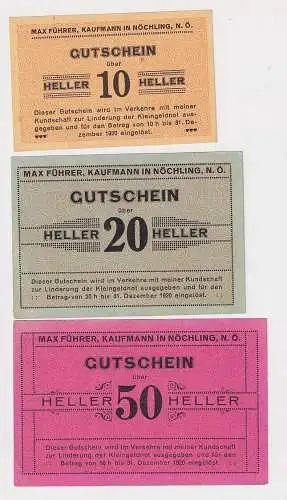 MAX FÜHRER, KAUFMANN IN NÖCHLING, N. Ö.
GUTSCHEIN
über
HELLER 10 HELLER
Dieser Gutschein wird im Verkehre mit meiner
Kundschaft zur Linderung der Kleingeldnot aus-
gegeben und für den Betrag von 10 h bis 31. De-
zember 1920 eingelöst.
MAX FÜHRER, KAUFMANN IN NÖCHLING, N. Ö.
GUTSCHEIN
über
HELLER 20 HELLER
Dieser Gutschein wird im Verkehre mit meiner Kundschaft
zur Linderung der Kleingeldnot ausgegeben und für den
Betrag von 20 h bis 31. Dezember 1920 eingelöst.
MAX FÜHRER, KAUFMANN IN NÖCHLING, N. Ö.
GUTSCHEIN
über
HELLER 50 HELLER
Dieser Gutschein wird im Verkehre mit meiner Kundschaft
zur Linderung der Kleingeldnot ausgegeben und für den
Betrag von 50 h bis 31. Dezember 1920 eingelöst.